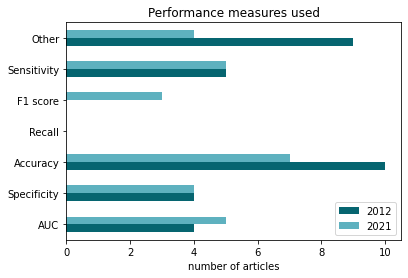 Performance measures used
Other
Sensitivity
F1 score
Recall
Accuracy
Specificity
AUC
2012
2021
0 2 4 6 8 10
number of articles